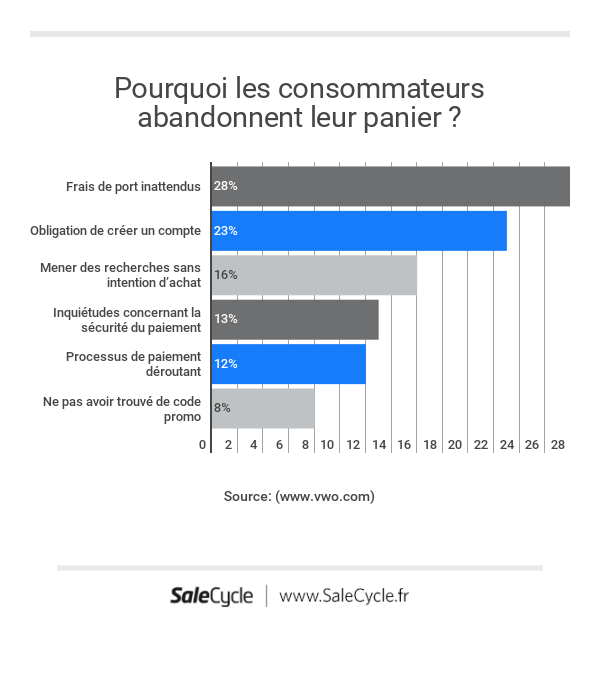 Pourquoi les consommateurs
abandonnent leur panier ?
Frais de port inattendus
28%
Obligation de créer un compte
23%
Mener des recherches sans
intention d'achat
16%
Inquiétudes concernant la
sécurité du paiement
13%
Processus de paiement
déroutant
12%
Ne pas avoir trouvé de code
promo
8%
0 2 4 6 8 10 12 14 16 18 20 22 24 26 28
Source: (www.vwo.com)
SaleCycle | www.SaleCycle.fr